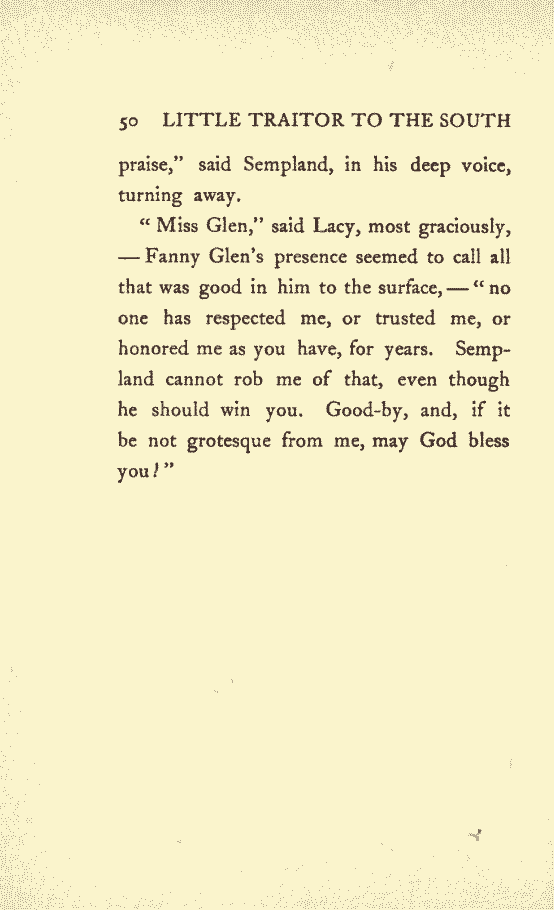 50 LITTLE TRAITOR TO THE SOUTH
praise,” said Sempland, in his deep voice,
turning away.
“ Miss Glen,” said Lacy, most graciously,
— Fanny Glen’s presence seemed to call all
that was good in him to the surface, — “ no
one has respected me, or trusted me, or
honored me as you have, for years. Semp-
land cannot rob me of that, even though
he should win you. Good-by, and, if it
be not grotesque from me, may God bless
you! ”